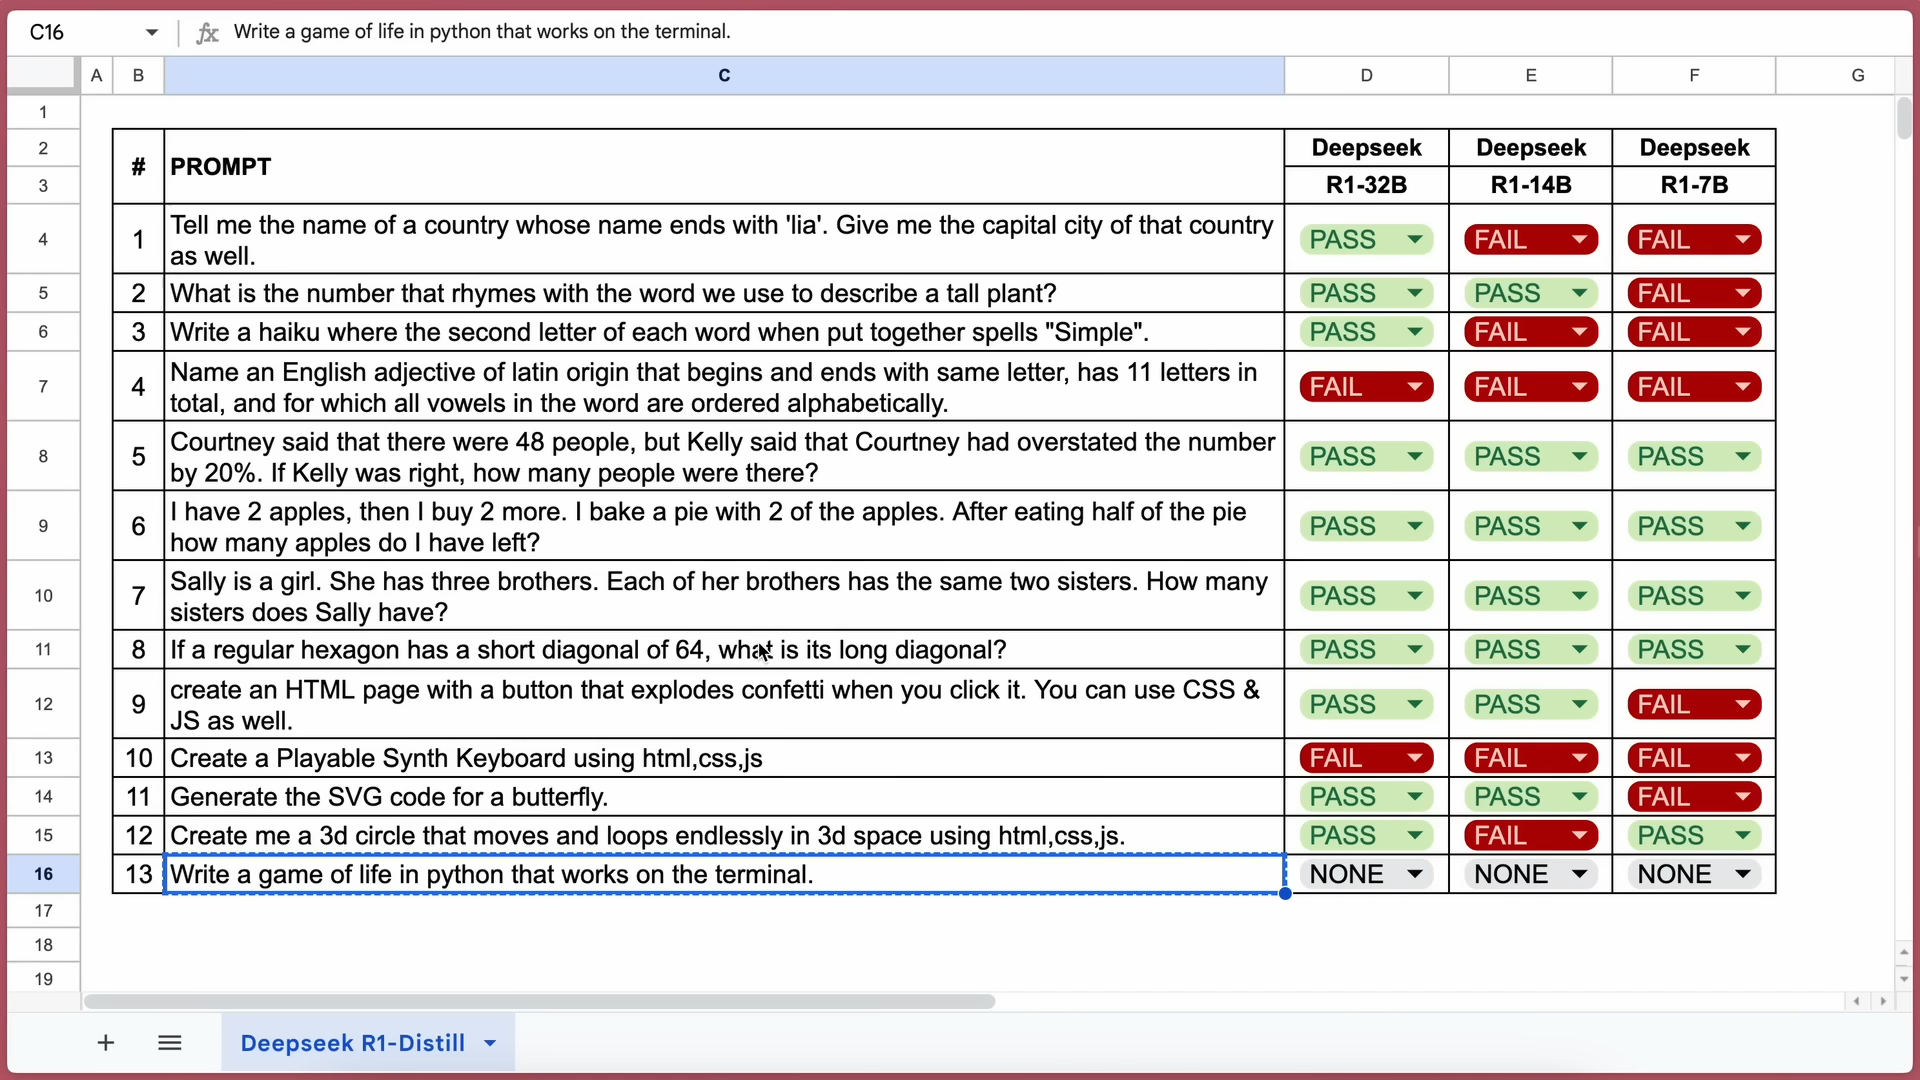 C16
fx Write a game of life in python that works on the terminal.
A B C D E F G
1
2 # PROMPT Deepseek Deepseek Deepseek
3 R1-32B R1-14B R1-7B
4 1 Tell me the name of a country whose name ends with 'lia'. Give me the capital city of that country
as well. PASS FAIL FAIL
5 2 What is the number that rhymes with the word we use to describe a tall plant? PASS PASS FAIL
6 3 Write a haiku where the second letter of each word when put together spells "Simple". PASS FAIL FAIL
7 4 Name an English adjective of latin origin that begins and ends with same letter, has 11 letters in
total, and for which all vowels in the word are ordered alphabetically. FAIL FAIL FAIL
8 5 Courtney said that there were 48 people, but Kelly said that Courtney had overstated the number
by 20%. If Kelly was right, how many people were there? PASS PASS PASS
9 6 I have 2 apples, then I buy 2 more. I bake a pie with 2 of the apples. After eating half of the pie
how many apples do I have left? PASS PASS PASS
10 7 Sally is a girl. She has three brothers. Each of her brothers has the same two sisters. How many
sisters does Sally have? PASS PASS PASS
11 8 If a regular hexagon has a short diagonal of 64, what is its long diagonal? PASS PASS PASS
12 9 create an HTML page with a button that explodes confetti when you click it. You can use CSS &
JS as well. PASS PASS FAIL
13 10 Create a Playable Synth Keyboard using html,css,js FAIL FAIL FAIL
14 11 Generate the SVG code for a butterfly. PASS PASS FAIL
15 12 Create me a 3d circle that moves and loops endlessly in 3d space using html,css,js. PASS FAIL PASS
16 13 Write a game of life in python that works on the terminal. NONE NONE NONE
17
18
19
Deepseek R1-Distill